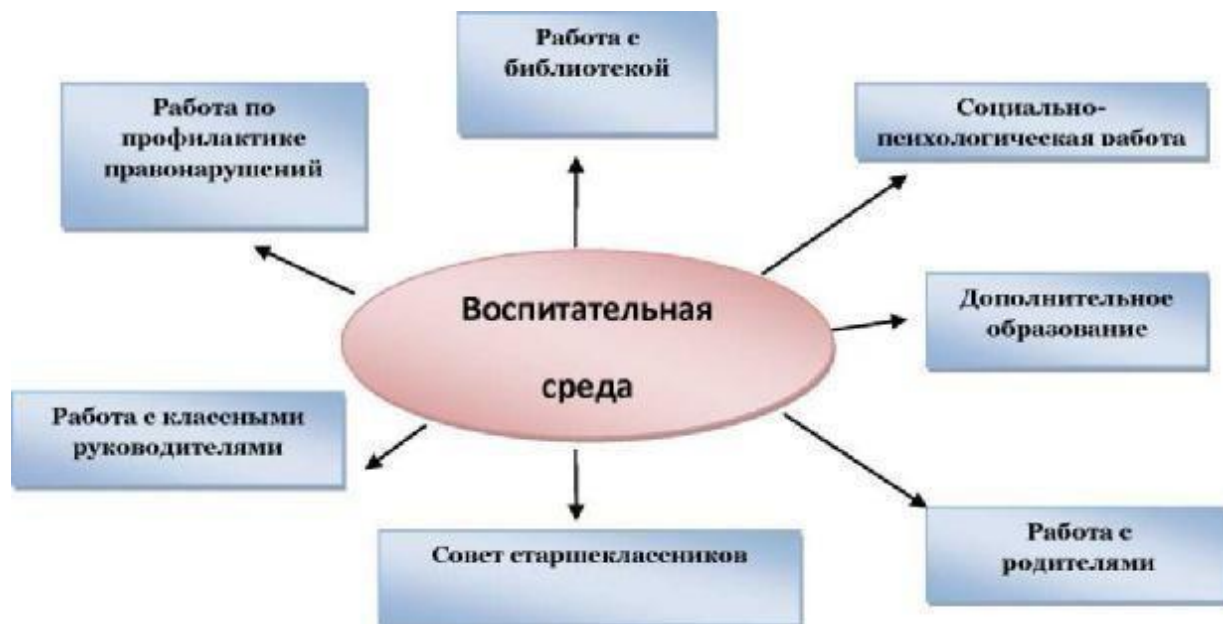 Работа с
библиотекой
Работа по
профилактике
правонарушений
Социально-
психологическая работа
Воспитательная
среда
Дополнительное
образование
Работа с классными
руководителями
Совет старшеклассников
Работа с
родителями